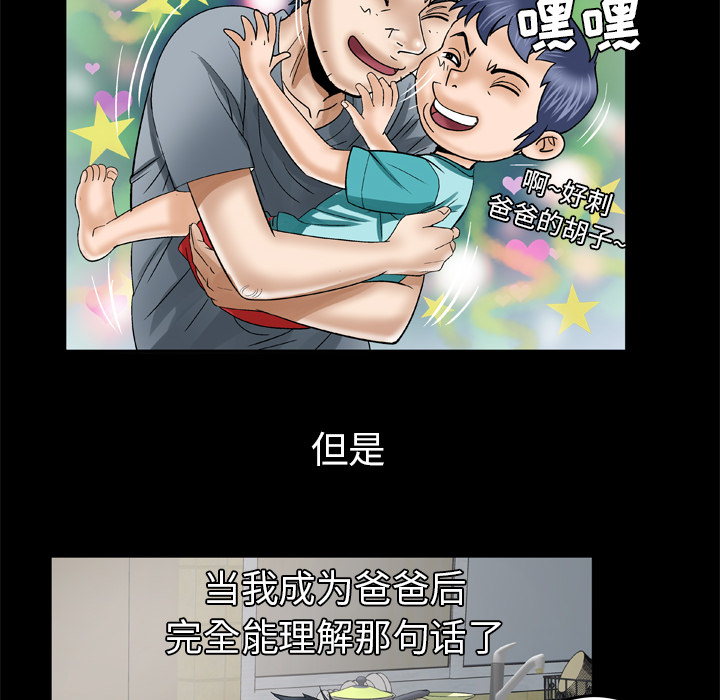 嘿嘿
啊~好刺
爸爸的胡子~
但是
当我成为爸爸后
完全能理解那句话了